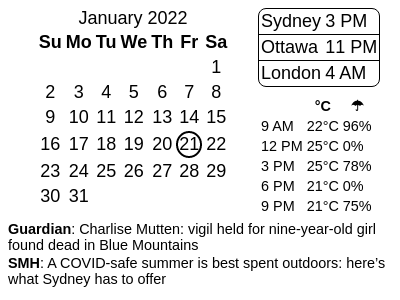 January 2022
Su Mo Tu We Th Fr Sa
1
2 3 4 5 6 7 8
9 10 11 12 13 14 15
16 17 18 19 20 21 22
23 24 25 26 27 28 29
30 31
Sydney 3 PM
Ottawa 11 PM
London 4 AM
°C ☂
9 AM 22°C 96%
12 PM 25°C 0%
3 PM 25°C 78%
6 PM 21°C 0%
9 PM 21°C 75%
Guardian: Charlise Mutten: vigil held for nine-year-old girl
found dead in Blue Mountains
SMH: A COVID-safe summer is best spent outdoors: here’s
what Sydney has to offer